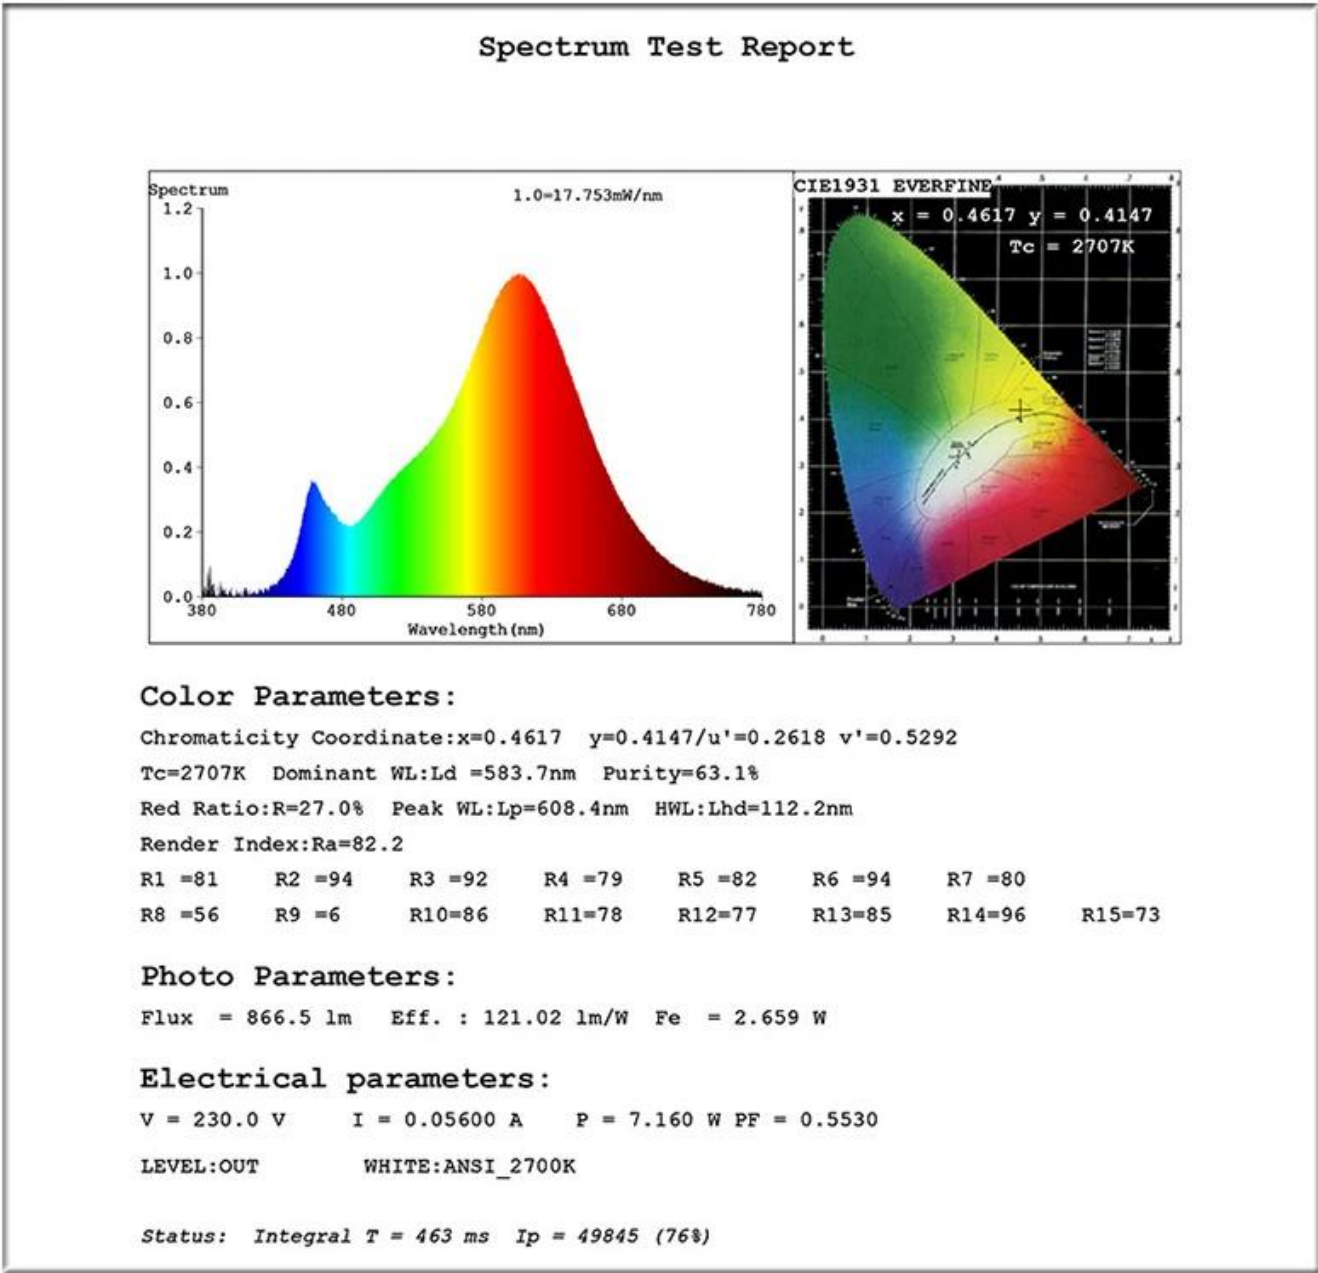 Spectrum Test Report
Spectrum
1.0=17.753mW/nm
1.2
1.0
0.8
0.6
0.4
0.2
0.0
380 480 580 680 780
Wavelength(nm)
CIE1931 EVERFINE
x = 0.4617 y = 0.4147
Tc = 2707K
Color Parameters:
Chromaticity Coordinate:x=0.4617 y=0.4147/u'=0.2618 v'=0.5292
Tc=2707K Dominant WL:Ld =583.7nm Purity=63.1%
Red Ratio:R=27.0% Peak WL:Lp=608.4nm HWL:Lhd=112.2nm
Render Index:Ra=82.2
R1 =81 R2 =94 R3 =92 R4 =79 R5 =82 R6 =94 R7 =80
R8 =56 R9 =6 R10=86 R11=78 R12=77 R13=85 R14=96 R15=73
Photo Parameters:
Flux = 866.5 lm Eff. : 121.02 lm/W Fe = 2.659 W
Electrical parameters:
V = 230.0 V I = 0.05600 A P = 7.160 W PF = 0.5530
LEVEL:OUT WHITE:ANSI_2700K
Status: Integral T = 463 ms Ip = 49845 (76%)